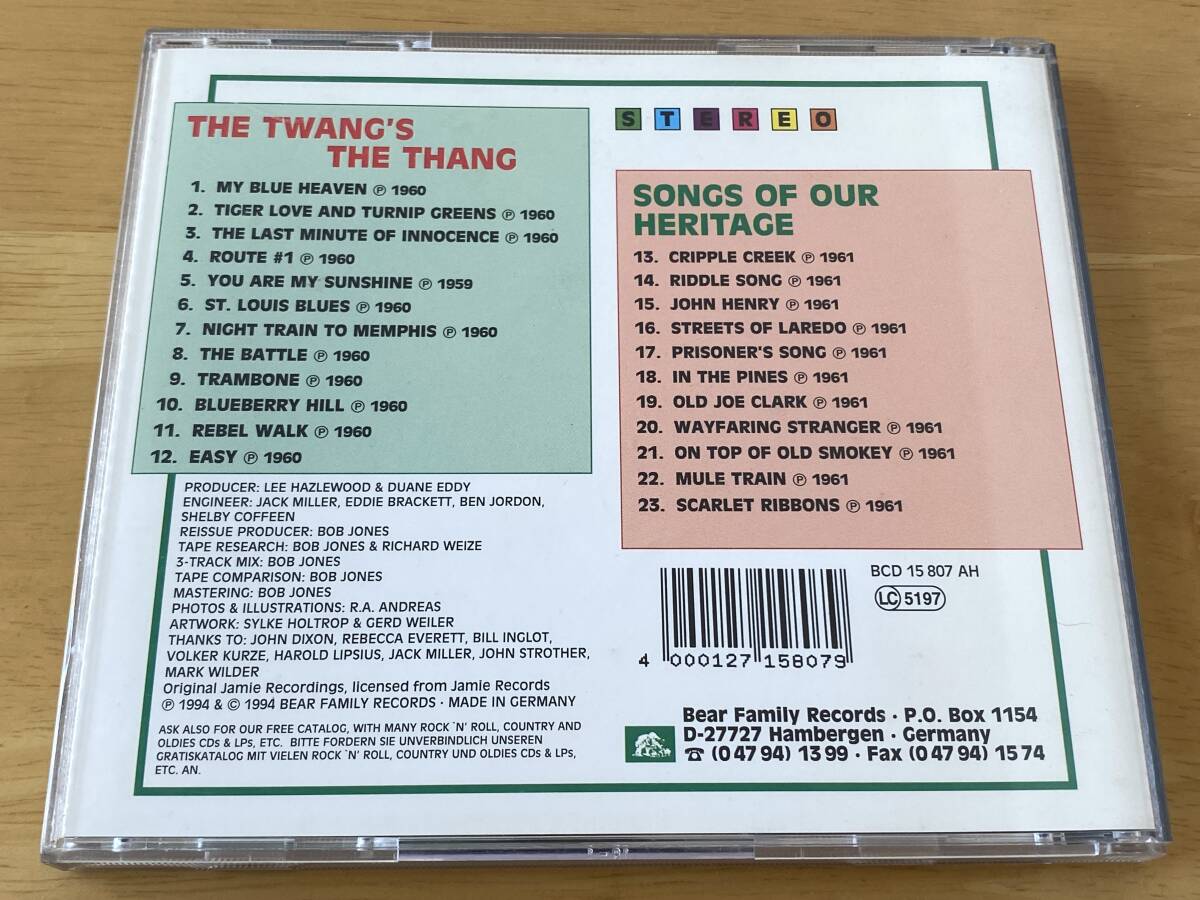 THE TWANG'S
THE THANG
1. MY BLUE HEAVEN ℗ 1960
2. TIGER LOVE AND TURNIP GREENS ℗ 1960
3. THE LAST MINUTE OF INNOCENCE ℗ 1960
4. ROUTE #1 ℗ 1960
5. YOU ARE MY SUNSHINE ℗ 1959
6. ST. LOUIS BLUES ℗ 1960
7. NIGHT TRAIN TO MEMPHIS ℗ 1960
8. THE BATTLE ℗ 1960
9. TRAMBONE ℗ 1960
10. BLUEBERRY HILL ℗ 1960
11. REBEL WALK ℗ 1960
12. EASY ℗ 1960
PRODUCER: LEE HAZLEWOOD & DUANE EDDY
ENGINEER: JACK MILLER, EDDIE BRACKETT, BEN JORDON,
SHELBY COFFEEN
REISSUE PRODUCER: BOB JONES
TAPE RESEARCH: BOB JONES & RICHARD WEIZE
3-TRACK MIX: BOB JONES
TAPE COMPARISON: BOB JONES
MASTERING: BOB JONES
PHOTOS & ILLUSTRATIONS: R.A. ANDREAS
ARTWORK: SYLKE HOLTROP & GERD WEILER
THANKS TO: JOHN DIXON, REBECCA EVERETT, BILL INGLOT,
VOLKER KURZE, HAROLD LIPSIUS, JACK MILLER, JOHN STROTHER,
MARK WILDER
Original Jamie Recordings, licensed from Jamie Records
℗ 1994 & © 1994 BEAR FAMILY RECORDS · MADE IN GERMANY
ASK ALSO FOR OUR FREE CATALOG, WITH MANY ROCK `N' ROLL, COUNTRY AND
OLDIES CDs & LPs, ETC. BITTE FORDERN SIE UNVERBINDLICH UNSEREN
GRATISKATALOG MIT VIELEN ROCK `N' ROLL, COUNTRY UND OLDIES CDs & LPs,
ETC. AN.
STEREO
SONGS OF OUR
HERITAGE
13. CRIPPLE CREEK ℗ 1961
14. RIDDLE SONG ℗ 1961
15. JOHN HENRY ℗ 1961
16. STREETS OF LAREDO ℗ 1961
17. PRISONER'S SONG ℗ 1961
18. IN THE PINES ℗ 1961
19. OLD JOE CLARK ℗ 1961
20. WAYFARING STRANGER ℗ 1961
21. ON TOP OF OLD SMOKEY ℗ 1961
22. MULE TRAIN ℗ 1961
23. SCARLET RIBBONS ℗ 1961
BCD 15 807 AH
LC 5197
4 000127 158079
Bear Family Records · P.O. Box 1154
D-27727 Hambergen · Germany
☎ (0 47 94) 13 99 · Fax (0 47 94) 15 74